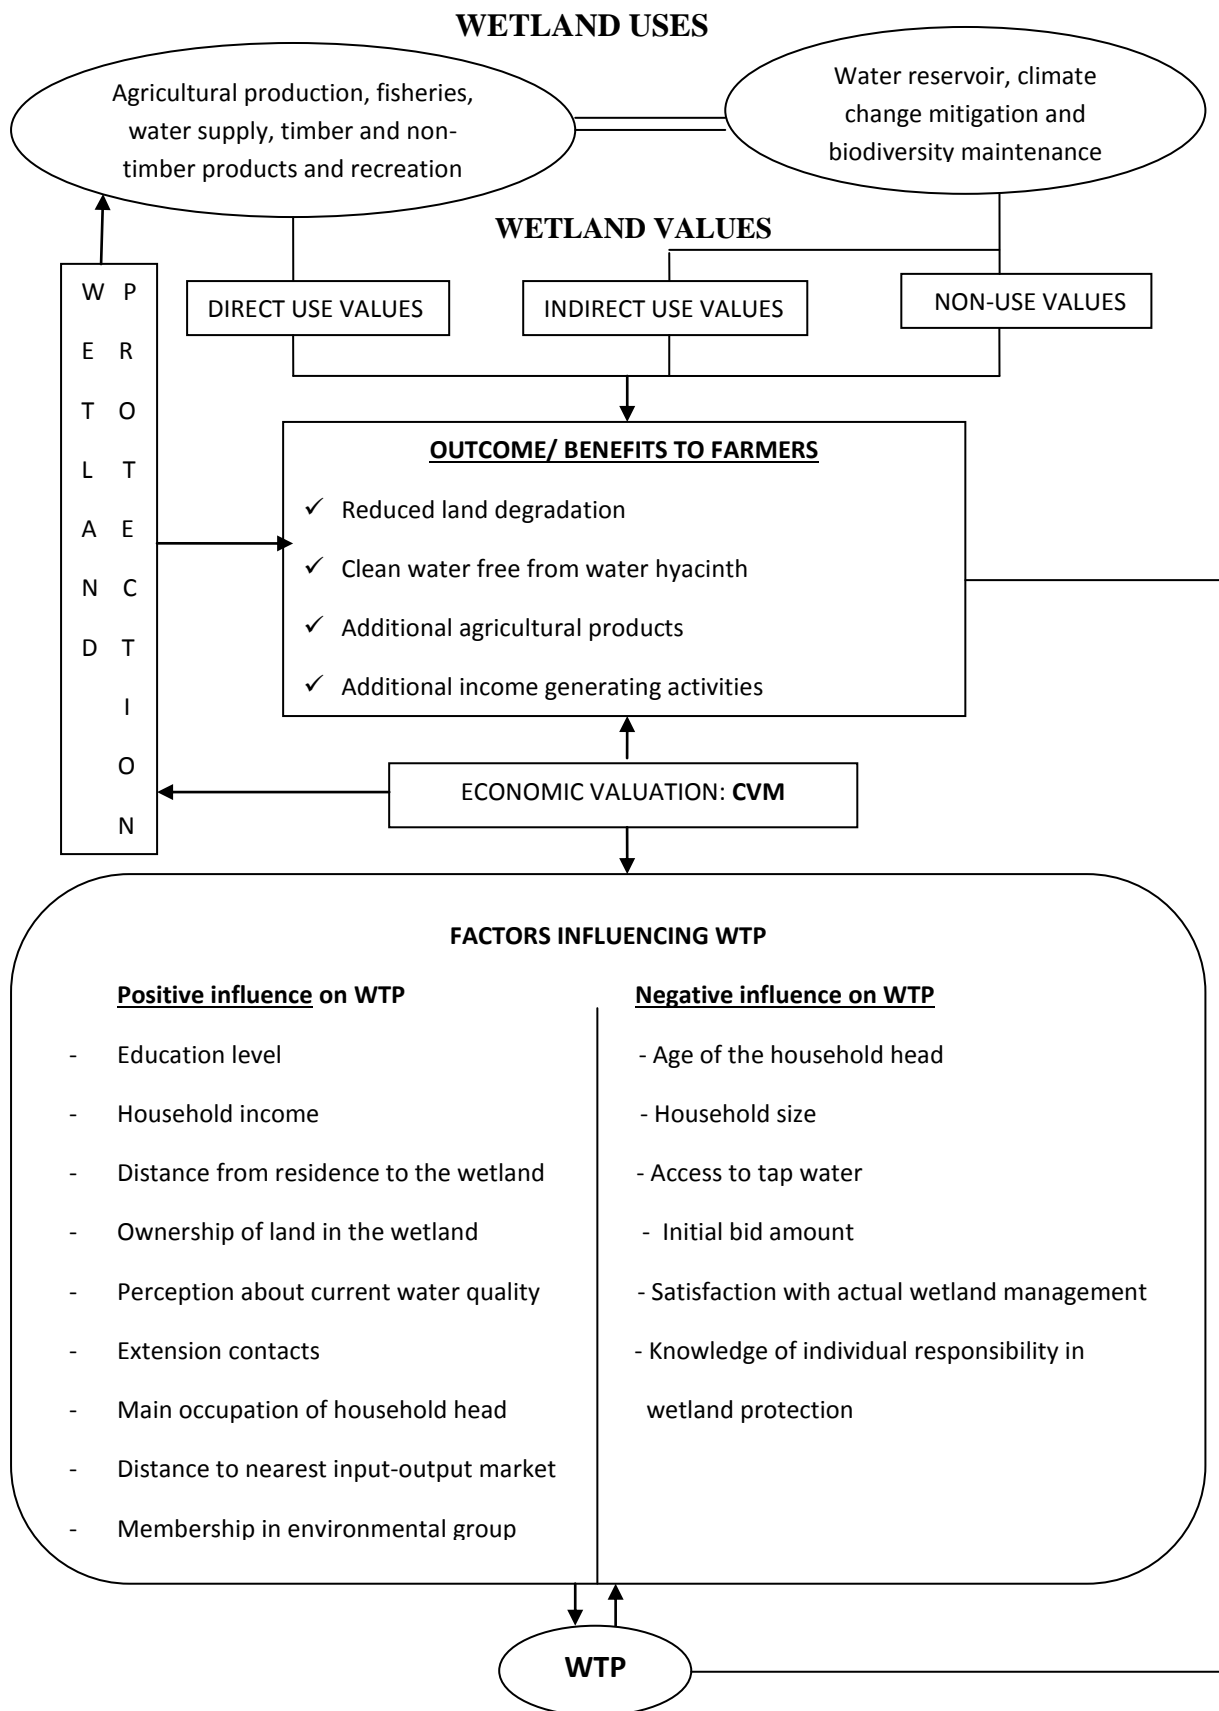 WETLAND USES
Agricultural production, fisheries,
water supply, timber and non-
timber products and recreation
Water reservoir, climate
change mitigation and
biodiversity maintenance
WETLAND VALUES
WETLAND
PROTECTION
DIRECT USE VALUES
INDIRECT USE VALUES
NON-USE VALUES
OUTCOME/ BENEFITS TO FARMERS
✓ Reduced land degradation
✓ Clean water free from water hyacinth
✓ Additional agricultural products
✓ Additional income generating activities
ECONOMIC VALUATION: CVM
FACTORS INFLUENCING WTP
Positive influence on WTP
- Education level
- Household income
- Distance from residence to the wetland
- Ownership of land in the wetland
- Perception about current water quality
- Extension contacts
- Main occupation of household head
- Distance to nearest input-output market
- Membership in environmental group
Negative influence on WTP
- Age of the household head
- Household size
- Access to tap water
- Initial bid amount
- Satisfaction with actual wetland management
- Knowledge of individual responsibility in
wetland protection
WTP